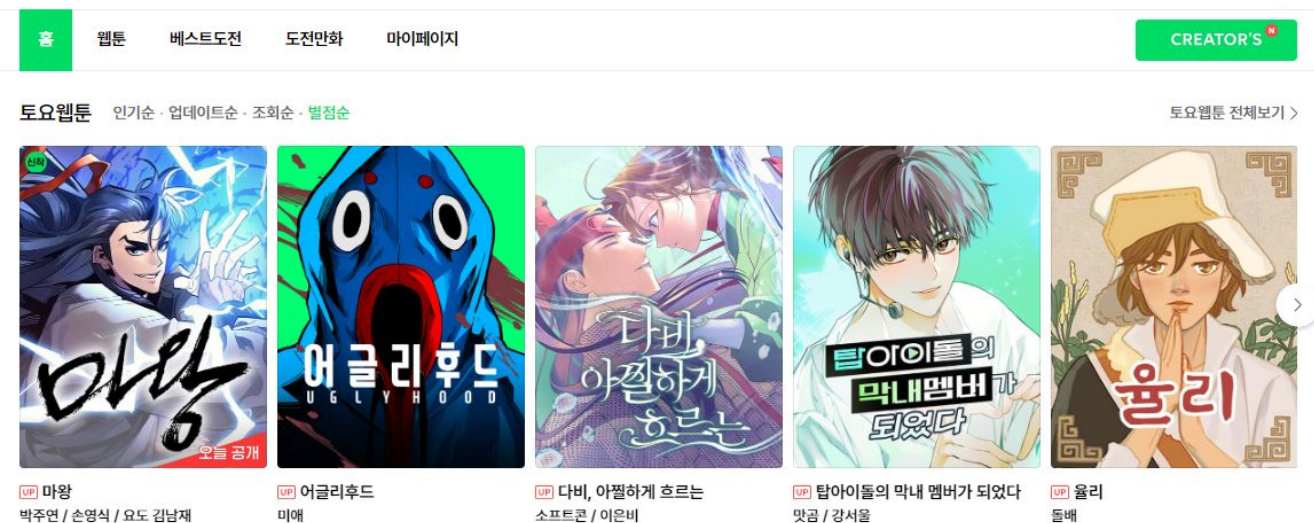 홈 웹툰 베스트도전 도전만화 마이페이지 CREATOR'S N
토요웹툰 인기순 · 업데이트순 · 조회순 · 별점순 토요웹툰 전체보기 >
신작
마왕
오늘 공개
어글리후드
UGLYHOOD
다비,
아찔하게
흐르는
탑아이돌의
막내멤버가
되었다
율리
UP 마왕
박주연 / 손영식 / 요도 김남재
UP 어글리후드
미애
UP 다비, 아찔하게 흐르는
소프트콘 / 이은비
UP 탑아이돌의 막내 멤버가 되었다
맛곰 / 강서울
UP 율리
돌배